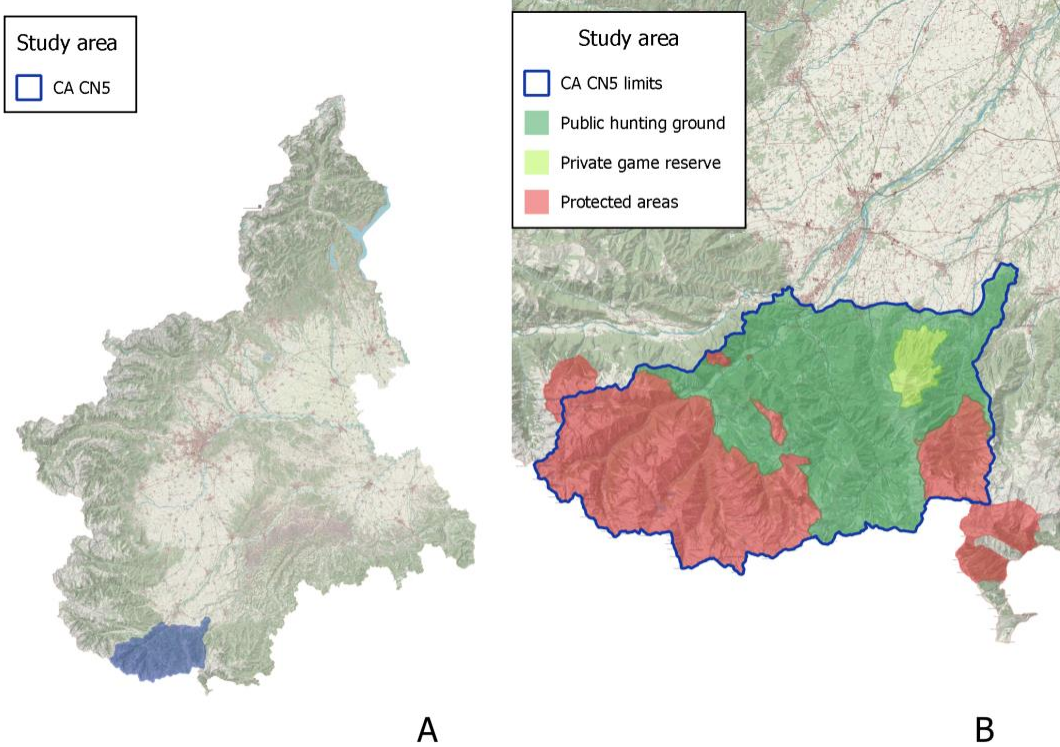 Study area
CA CN5
Study area
CA CN5 limits
Public hunting ground
Private game reserve
Protected areas
A
B